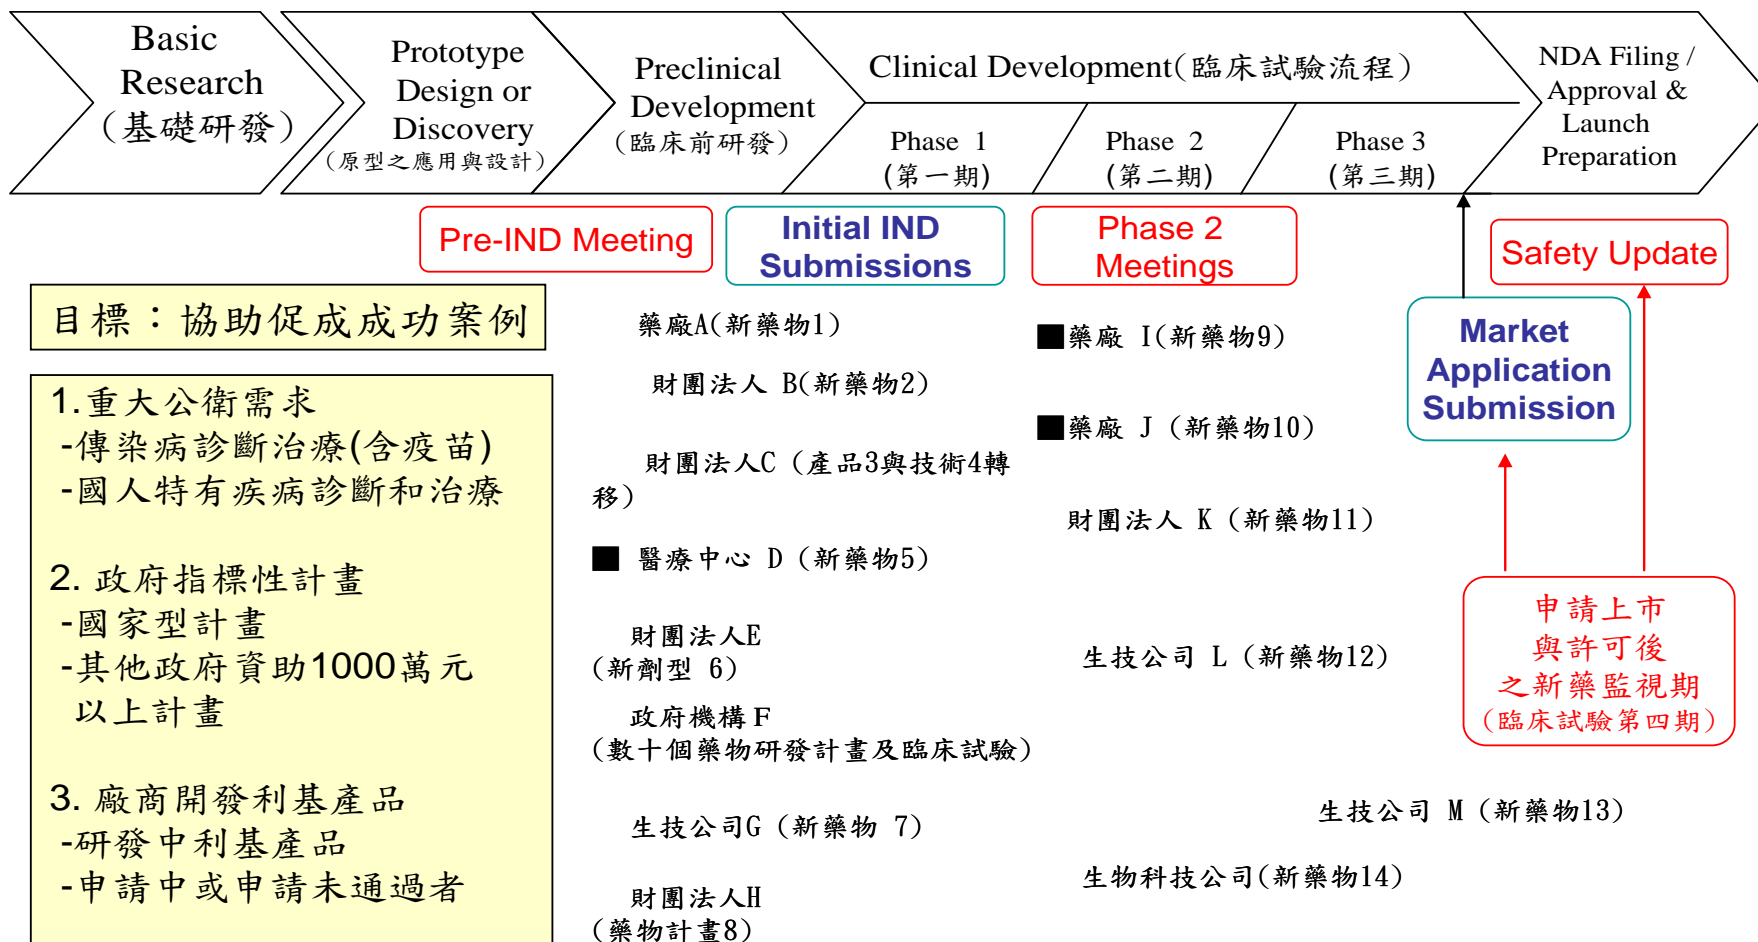 Basic
Research
(基礎研發)
Prototype
Design or
Discovery
(原型之應用與設計)
Preclinical
Development
(臨床前研發)
Clinical Development(臨床試驗流程)
Phase 1
(第一期)
Phase 2
(第二期)
Phase 3
(第三期)
NDA Filing /
Approval &
Launch
Preparation
Pre-IND Meeting
Initial IND
Submissions
Phase 2
Meetings
Safety Update
目標：協助促成成功案例
1.重大公衛需求
-傳染病診斷治療(含疫苗)
-國人特有疾病診斷和治療
2. 政府指標性計畫
-國家型計畫
-其他政府資助1000萬元
以上計畫
3. 廠商開發利基產品
-研發中利基產品
-申請中或申請未通過者
藥廠A(新藥物1)
財團法人 B(新藥物2)
財團法人C (產品3與技術4轉
移)
■ 醫療中心 D (新藥物5)
財團法人E
(新劑型 6)
政府機構 F
(數十個藥物研發計畫及臨床試驗)
生技公司G (新藥物 7)
財團法人H
(藥物計畫8)
■藥廠 I(新藥物9)
■藥廠 J (新藥物10)
財團法人 K (新藥物11)
生技公司 L (新藥物12)
生技公司 M (新藥物13)
生物科技公司(新藥物14)
Market
Application
Submission
申請上市
與許可後
之新藥監視期
(臨床試驗第四期)